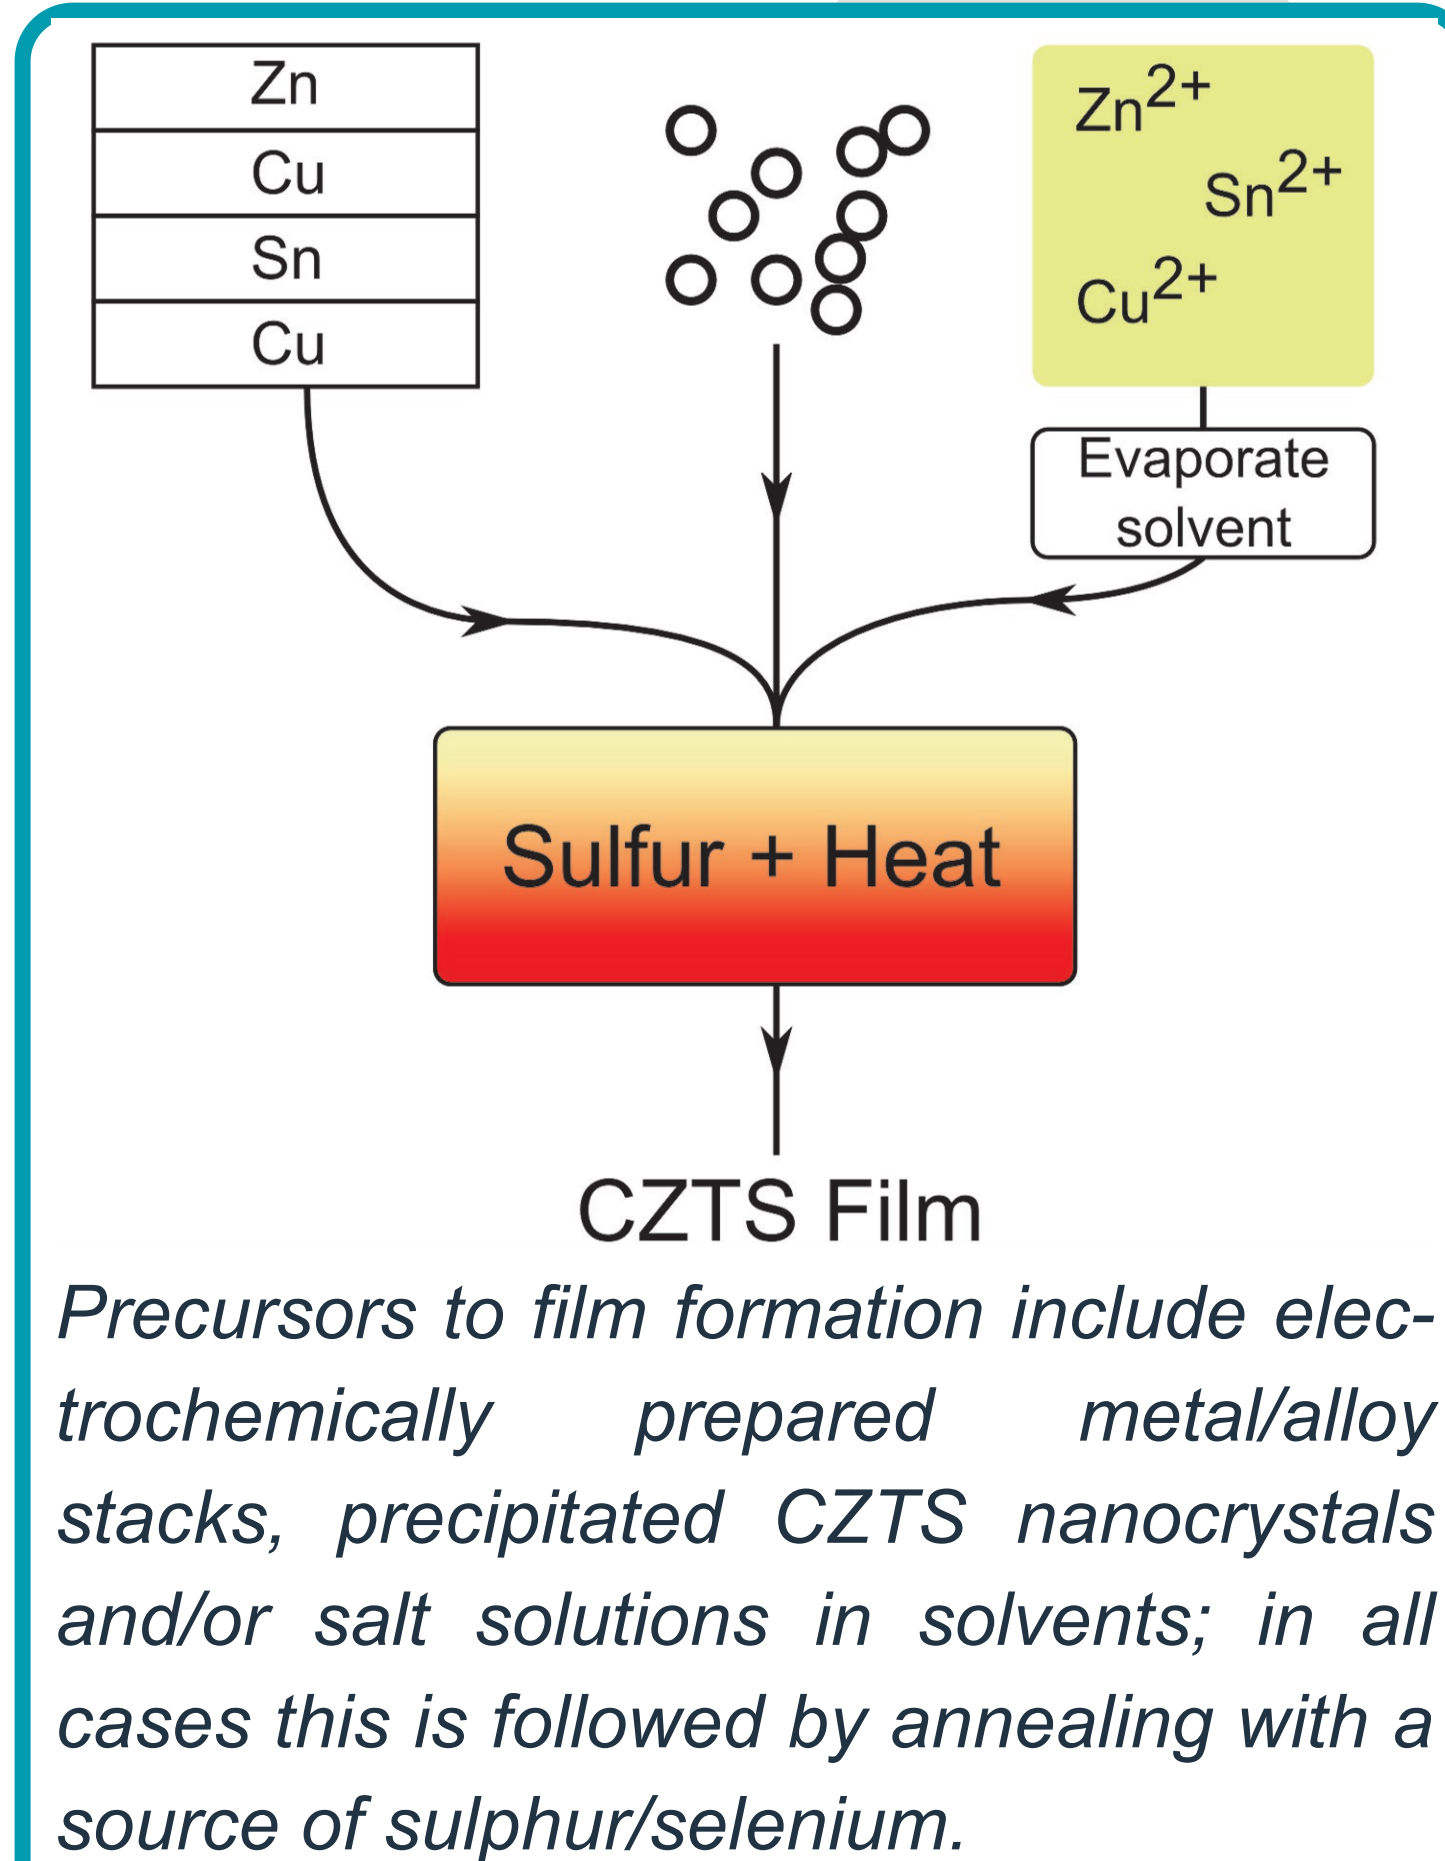 Zn
Cu
Sn
Cu
Zn2+
Sn2+
Cu2+
Evaporate
solvent
Sulfur + Heat
CZTS Film
Precursors to film formation include elec-
trochemically prepared metal/alloy
stacks, precipitated CZTS nanocrystals
and/or salt solutions in solvents; in all
cases this is followed by annealing with a
source of sulphur/selenium.